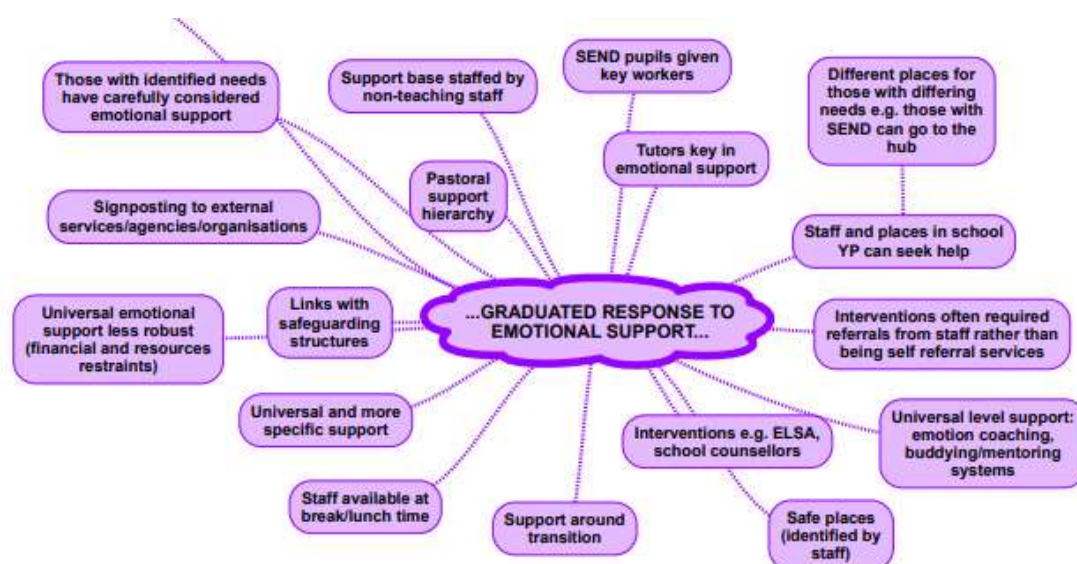 Those with identified needs
have carefully considered
emotional support
Support base staffed by
non-teaching staff
SEND pupils given
key workers
Different places for
those with differing
needs e.g. those with
SEND can go to the
hub
Tutors key in
emotional support
Pastoral
support
hierarchy
Signposting to external
services/agencies/organisations
Staff and places in school
YP can seek help
...GRADUATED RESPONSE TO
EMOTIONAL SUPPORT...
Links with
safeguarding
structures
Universal emotional
support less robust
(financial and resources
restraints)
Interventions often required
referrals from staff rather than
being self referral services
Universal and more
specific support
Interventions e.g. ELSA,
school counsellors
Universal level support:
emotion coaching,
buddying/mentoring
systems
Staff available at
break/lunch time
Support around
transition
Safe places
(identified by
staff)